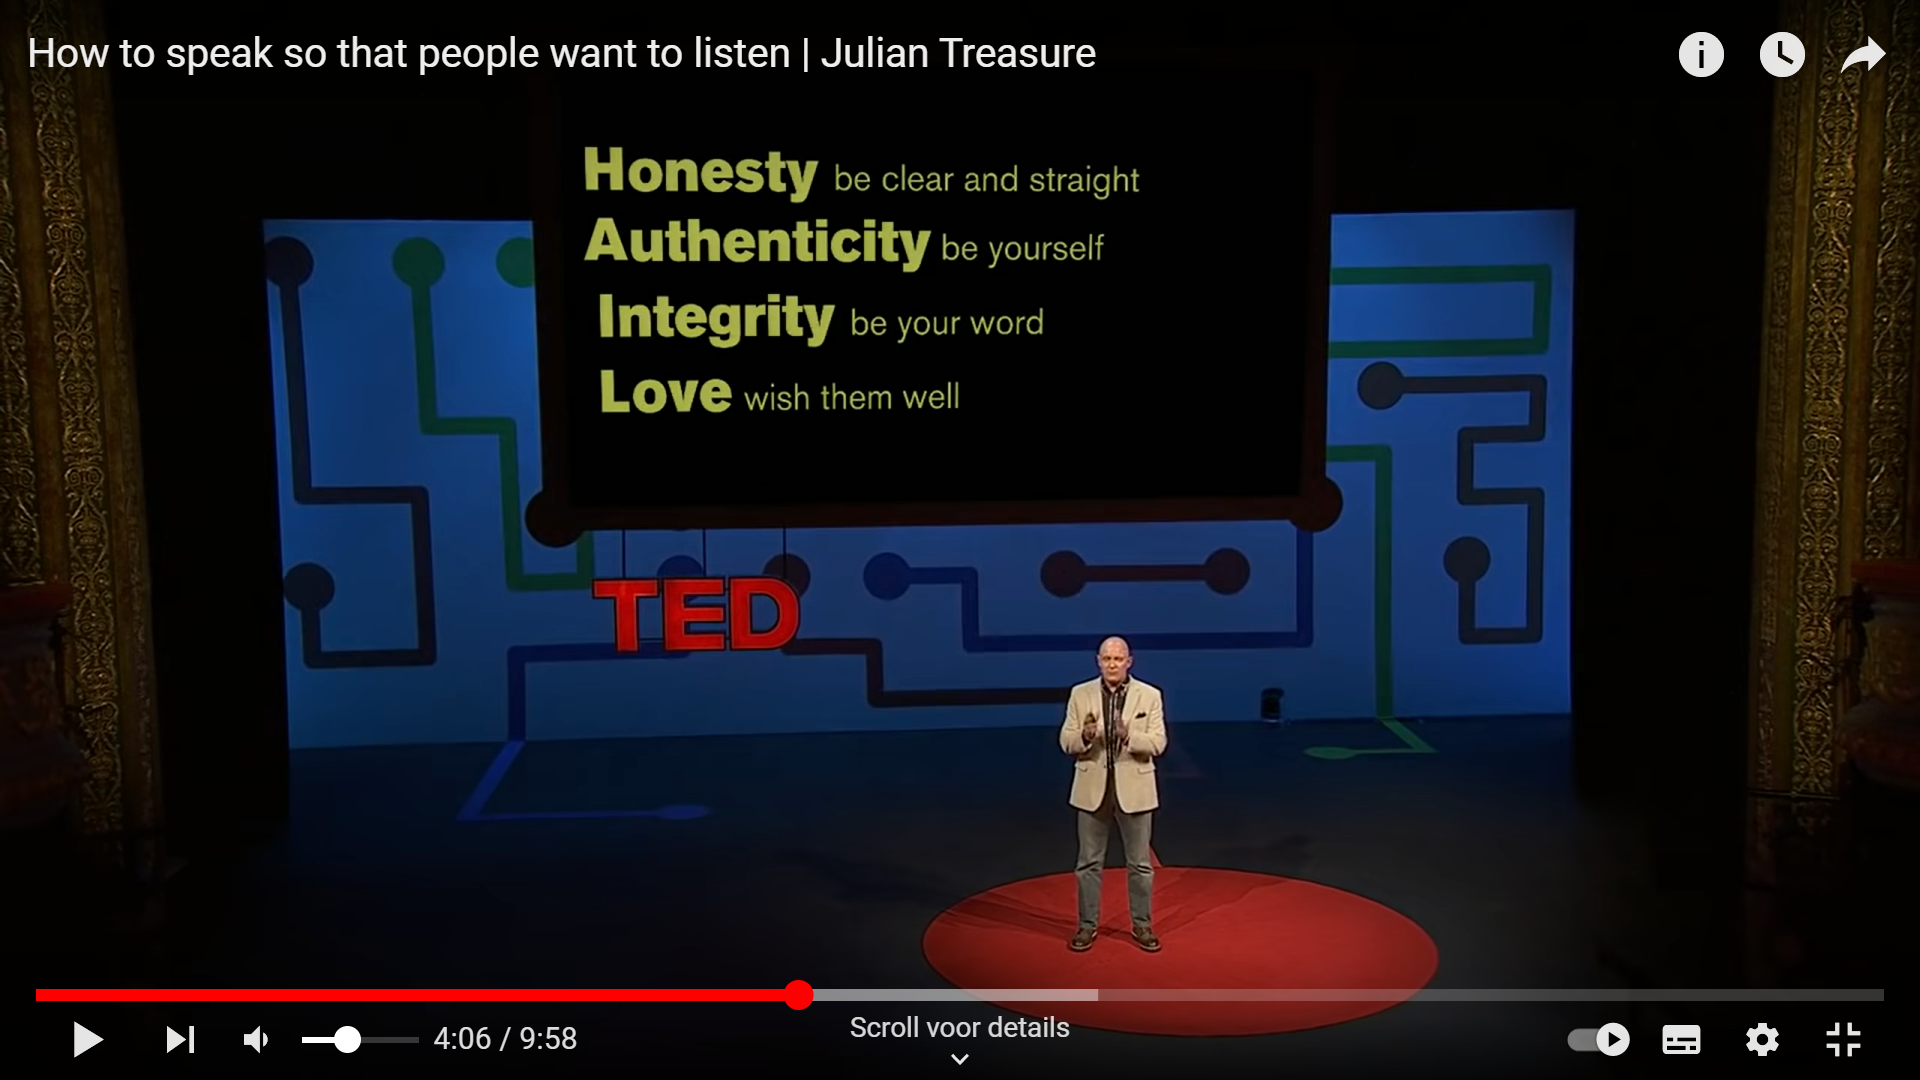 How to speak so that people want to listen | Julian Treasure
Honesty be clear and straight
Authenticity be yourself
Integrity be your word
Love wish them well
TED
4:06 / 9:58
Scroll voor details